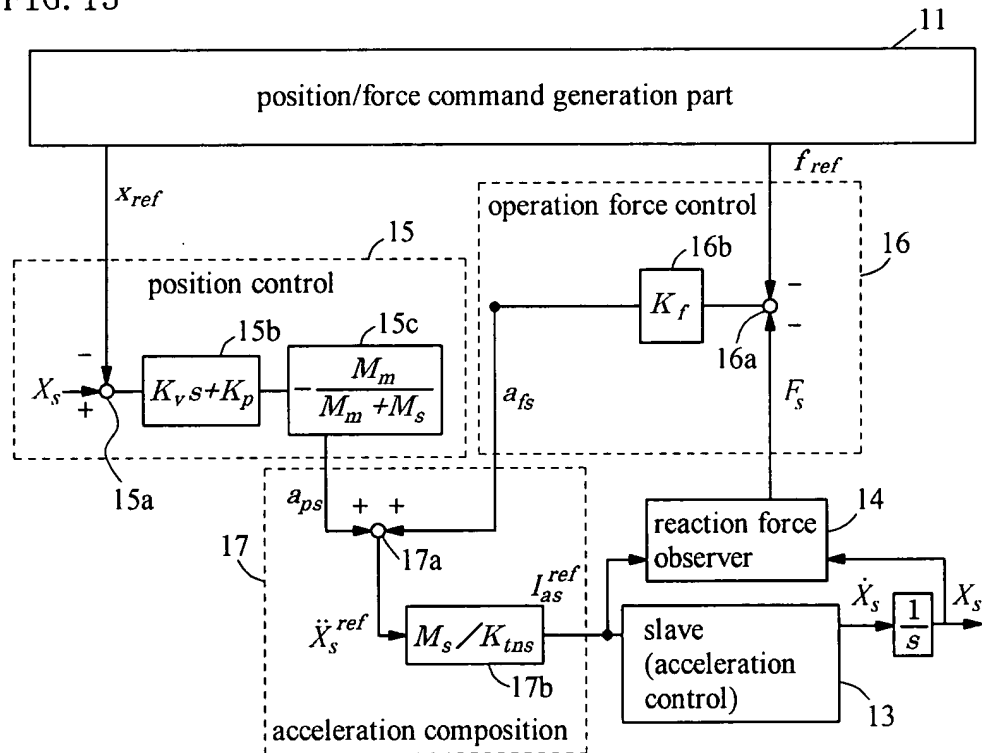 FIG. 13
11
position/force command generation part
x_ref
f_ref
operation force control
15
16b
16
position control
K_f
−
15b
15c
−
16a
−
X_s
+
K_v s+K_p
− M_m / M_m + M_s
a_fs
F_s
15a
a_ps
+ +
14
17
17a
reaction force
observer
I_as^ref
Ẋ_s
X_s
Ẍ_s^ref
M_s / K_tns
slave
(acceleration
control)
1/s
17b
13
acceleration composition